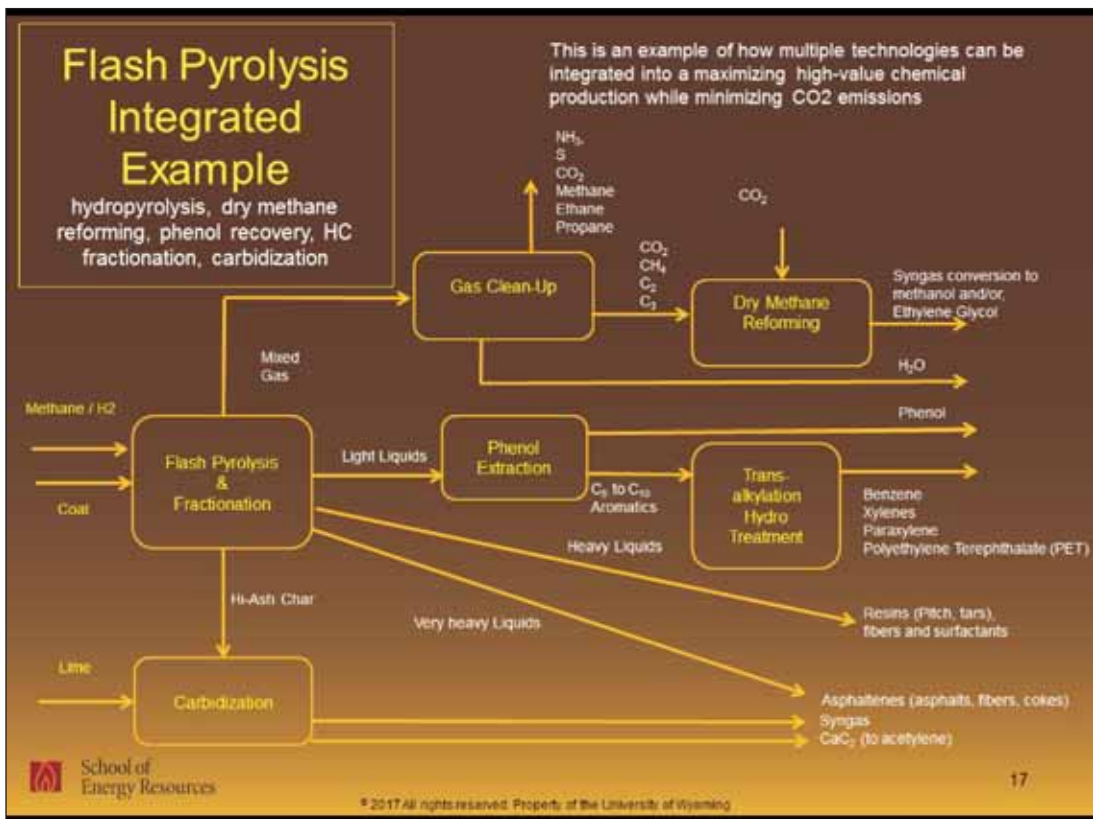 Flash Pyrolysis
Integrated
Example
hydropyrolysis, dry methane
reforming, phenol recovery, HC
fractionation, carbidization
This is an example of how multiple technologies can be
integrated into a maximizing high-value chemical
production while minimizing CO2 emissions
NH₃,
S
CO₂
Methane
Ethane
Propane
CO₂
Gas Clean-Up
CO₂
CH₄
C₂
C₃
Dry Methane
Reforming
Syngas conversion to
methanol and/or,
Ethylene Glycol
Mixed
Gas
H₂O
Methane / H2
Coal
Flash Pyrolysis
&
Fractionation
Light Liquids
Phenol
Extraction
Phenol
C₅ to C₁₀
Aromatics
Trans-
alkylation
Hydro
Treatment
Benzene
Xylenes
Paraxylene
Polyethylene Terephthalate (PET)
Heavy Liquids
Resins (Pitch, tars),
fibers and surfactants
Hi-Ash Char
Very heavy Liquids
Lime
Carbidization
Asphaltenes (asphalts, fibers, cokes)
Syngas
CaC₂ (to acetylene)
School of
Energy Resources
17
© 2017 All rights reserved. Property of the University of Wyoming